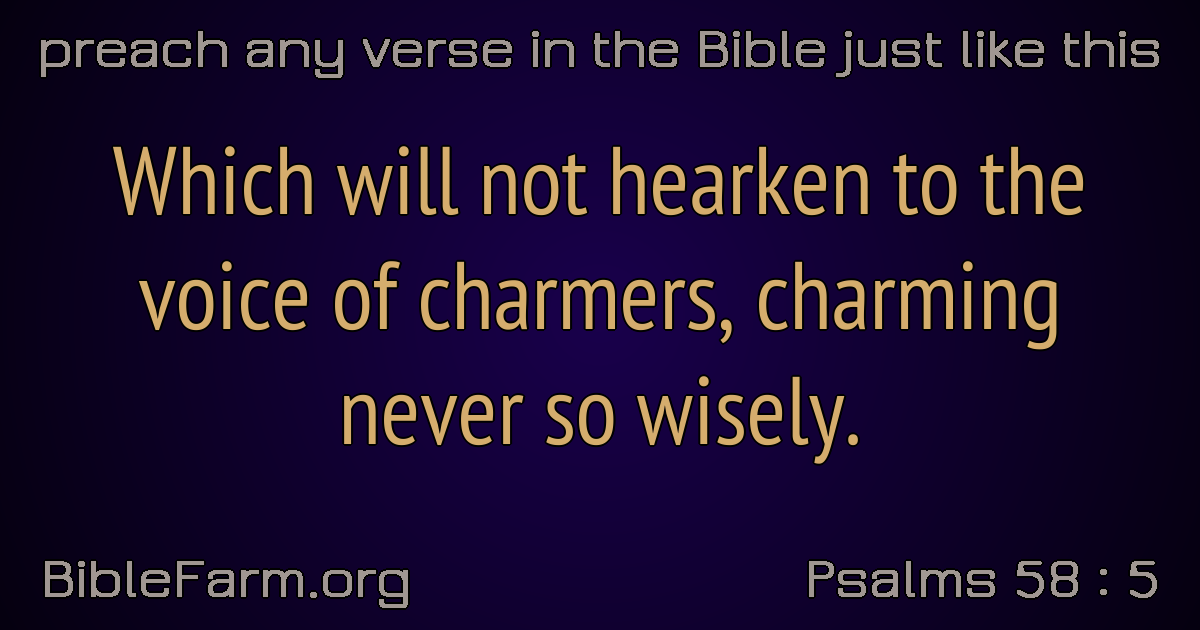 preach any verse in the Bible just like this
Which will not hearken to the
voice of charmers, charming
never so wisely.
BibleFarm.org
Psalms 58 : 5